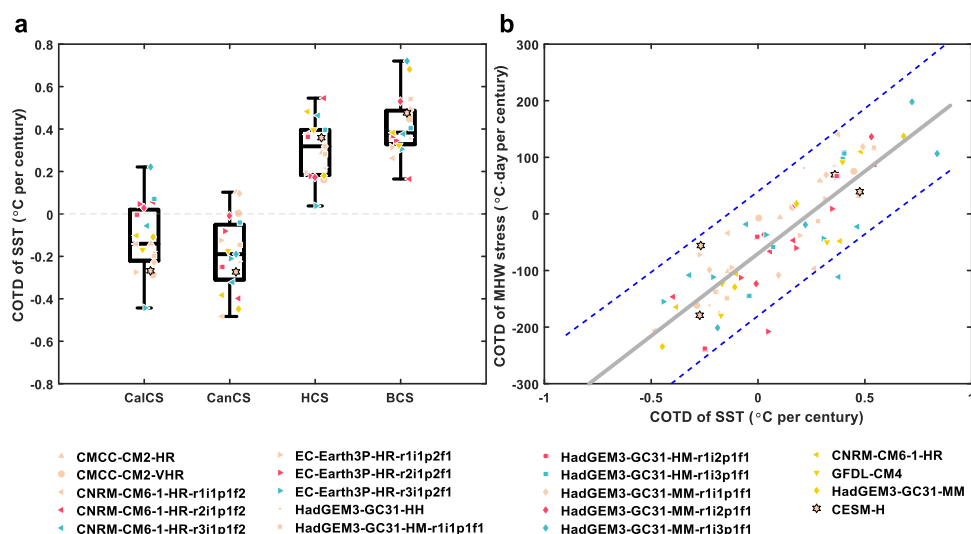 a
b
0.8
0.6
0.4
0.2
0
-0.2
-0.4
-0.6
-0.8
COTD of SST (°C per century)
CalCS
CanCS
HCS
BCS
300
200
100
0
-100
-200
-300
COTD of MHW stress (°C·day per century)
-1
-0.5
0
0.5
1
COTD of SST (°C per century)
CMCC-CM2-HR
CMCC-CM2-VHR
CNRM-CM6-1-HR-r1i1p1f2
CNRM-CM6-1-HR-r2i1p1f2
CNRM-CM6-1-HR-r3i1p1f2
EC-Earth3P-HR-r1i1p2f1
EC-Earth3P-HR-r2i1p2f1
EC-Earth3P-HR-r3i1p2f1
HadGEM3-GC31-HH
HadGEM3-GC31-HM-r1i1p1f1
HadGEM3-GC31-HM-r1i2p1f1
HadGEM3-GC31-HM-r1i3p1f1
HadGEM3-GC31-MM-r1i1p1f1
HadGEM3-GC31-MM-r1i2p1f1
HadGEM3-GC31-MM-r1i3p1f1
CNRM-CM6-1-HR
GFDL-CM4
HadGEM3-GC31-MM
CESM-H